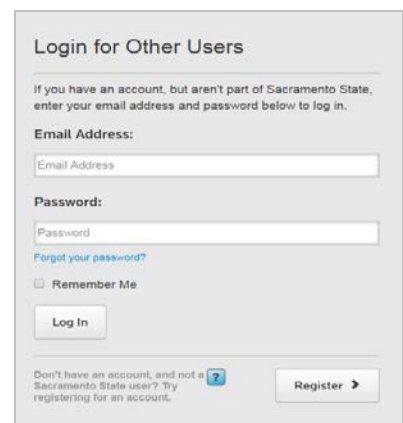 Login for Other Users
If you have an account, but aren't part of Sacramento State,
enter your email address and password below to log in.
Email Address:
Email Address
Password:
Password
Forgot your password?
Remember Me
Log In
Don't have an account, and not a ?
Sacramento State user? Try
registering for an account.
Register >